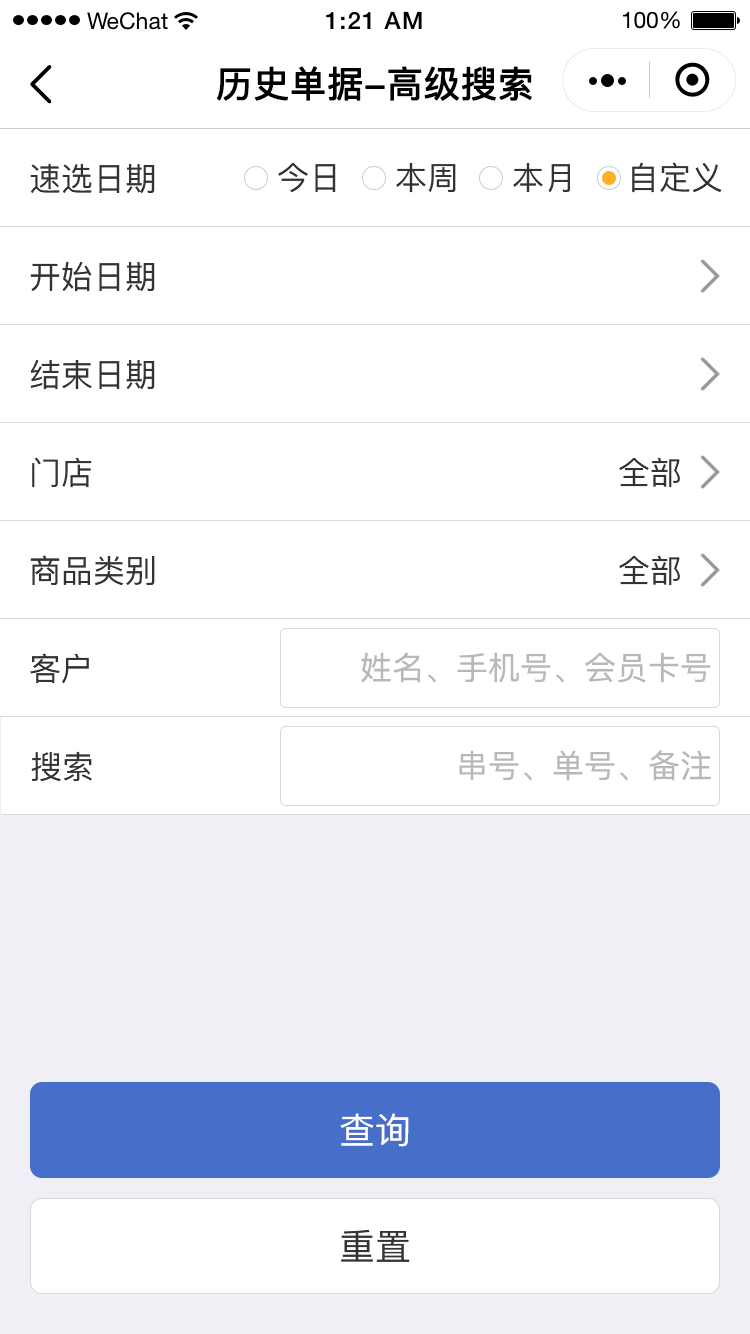 WeChat 1:21 AM 100%
历史单据–高级搜索
速选日期 今日 本周 本月 自定义
开始日期
结束日期
门店 全部
商品类别 全部
客户 姓名、手机号、会员卡号
搜索 串号、单号、备注
查询
重置